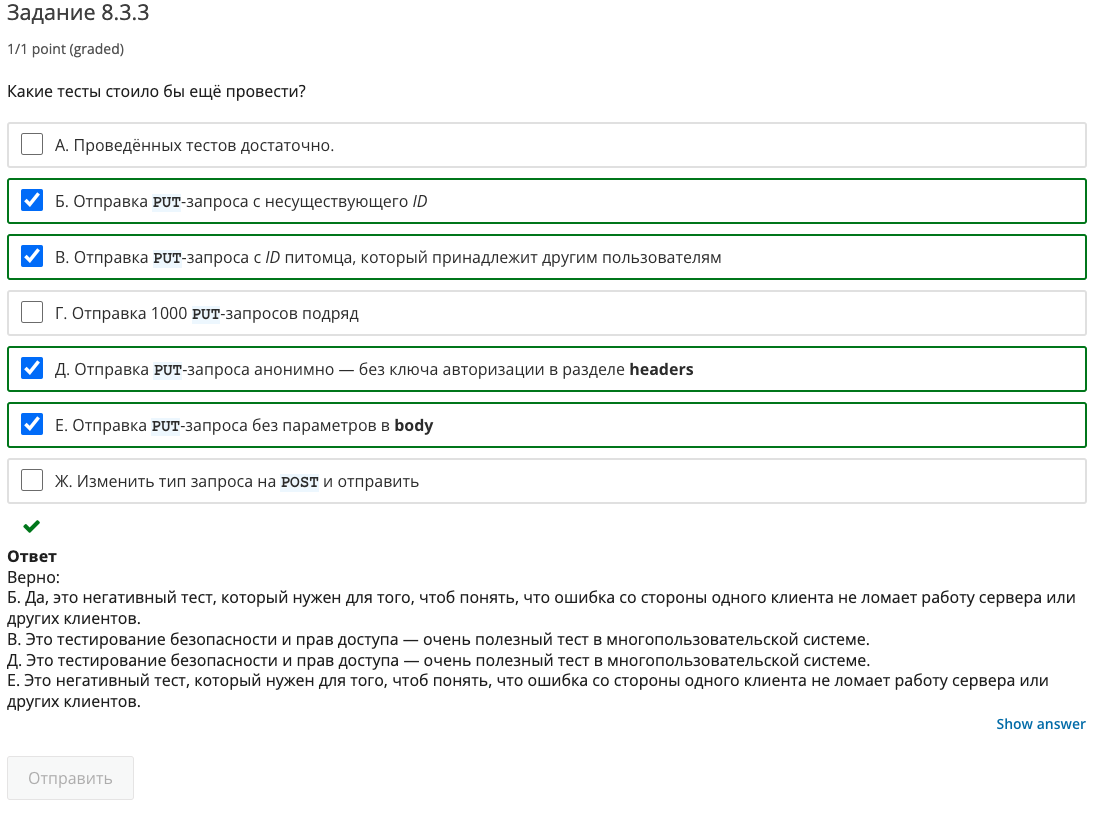 Задание 8.3.3
1/1 point (graded)
Какие тесты стоило бы ещё провести?
А. Проведённых тестов достаточно.
Б. Отправка PUT-запроса с несуществующего ID
В. Отправка PUT-запроса с ID питомца, который принадлежит другим пользователям
Г. Отправка 1000 PUT-запросов подряд
Д. Отправка PUT-запроса анонимно — без ключа авторизации в разделе headers
Е. Отправка PUT-запроса без параметров в body
Ж. Изменить тип запроса на POST и отправить
Ответ
Верно:
Б. Да, это негативный тест, который нужен для того, чтоб понять, что ошибка со стороны одного клиента не ломает работу сервера или
других клиентов.
В. Это тестирование безопасности и прав доступа — очень полезный тест в многопользовательской системе.
Д. Это тестирование безопасности и прав доступа — очень полезный тест в многопользовательской системе.
Е. Это негативный тест, который нужен для того, чтоб понять, что ошибка со стороны одного клиента не ломает работу сервера или
других клиентов.
Show answer
Отправить